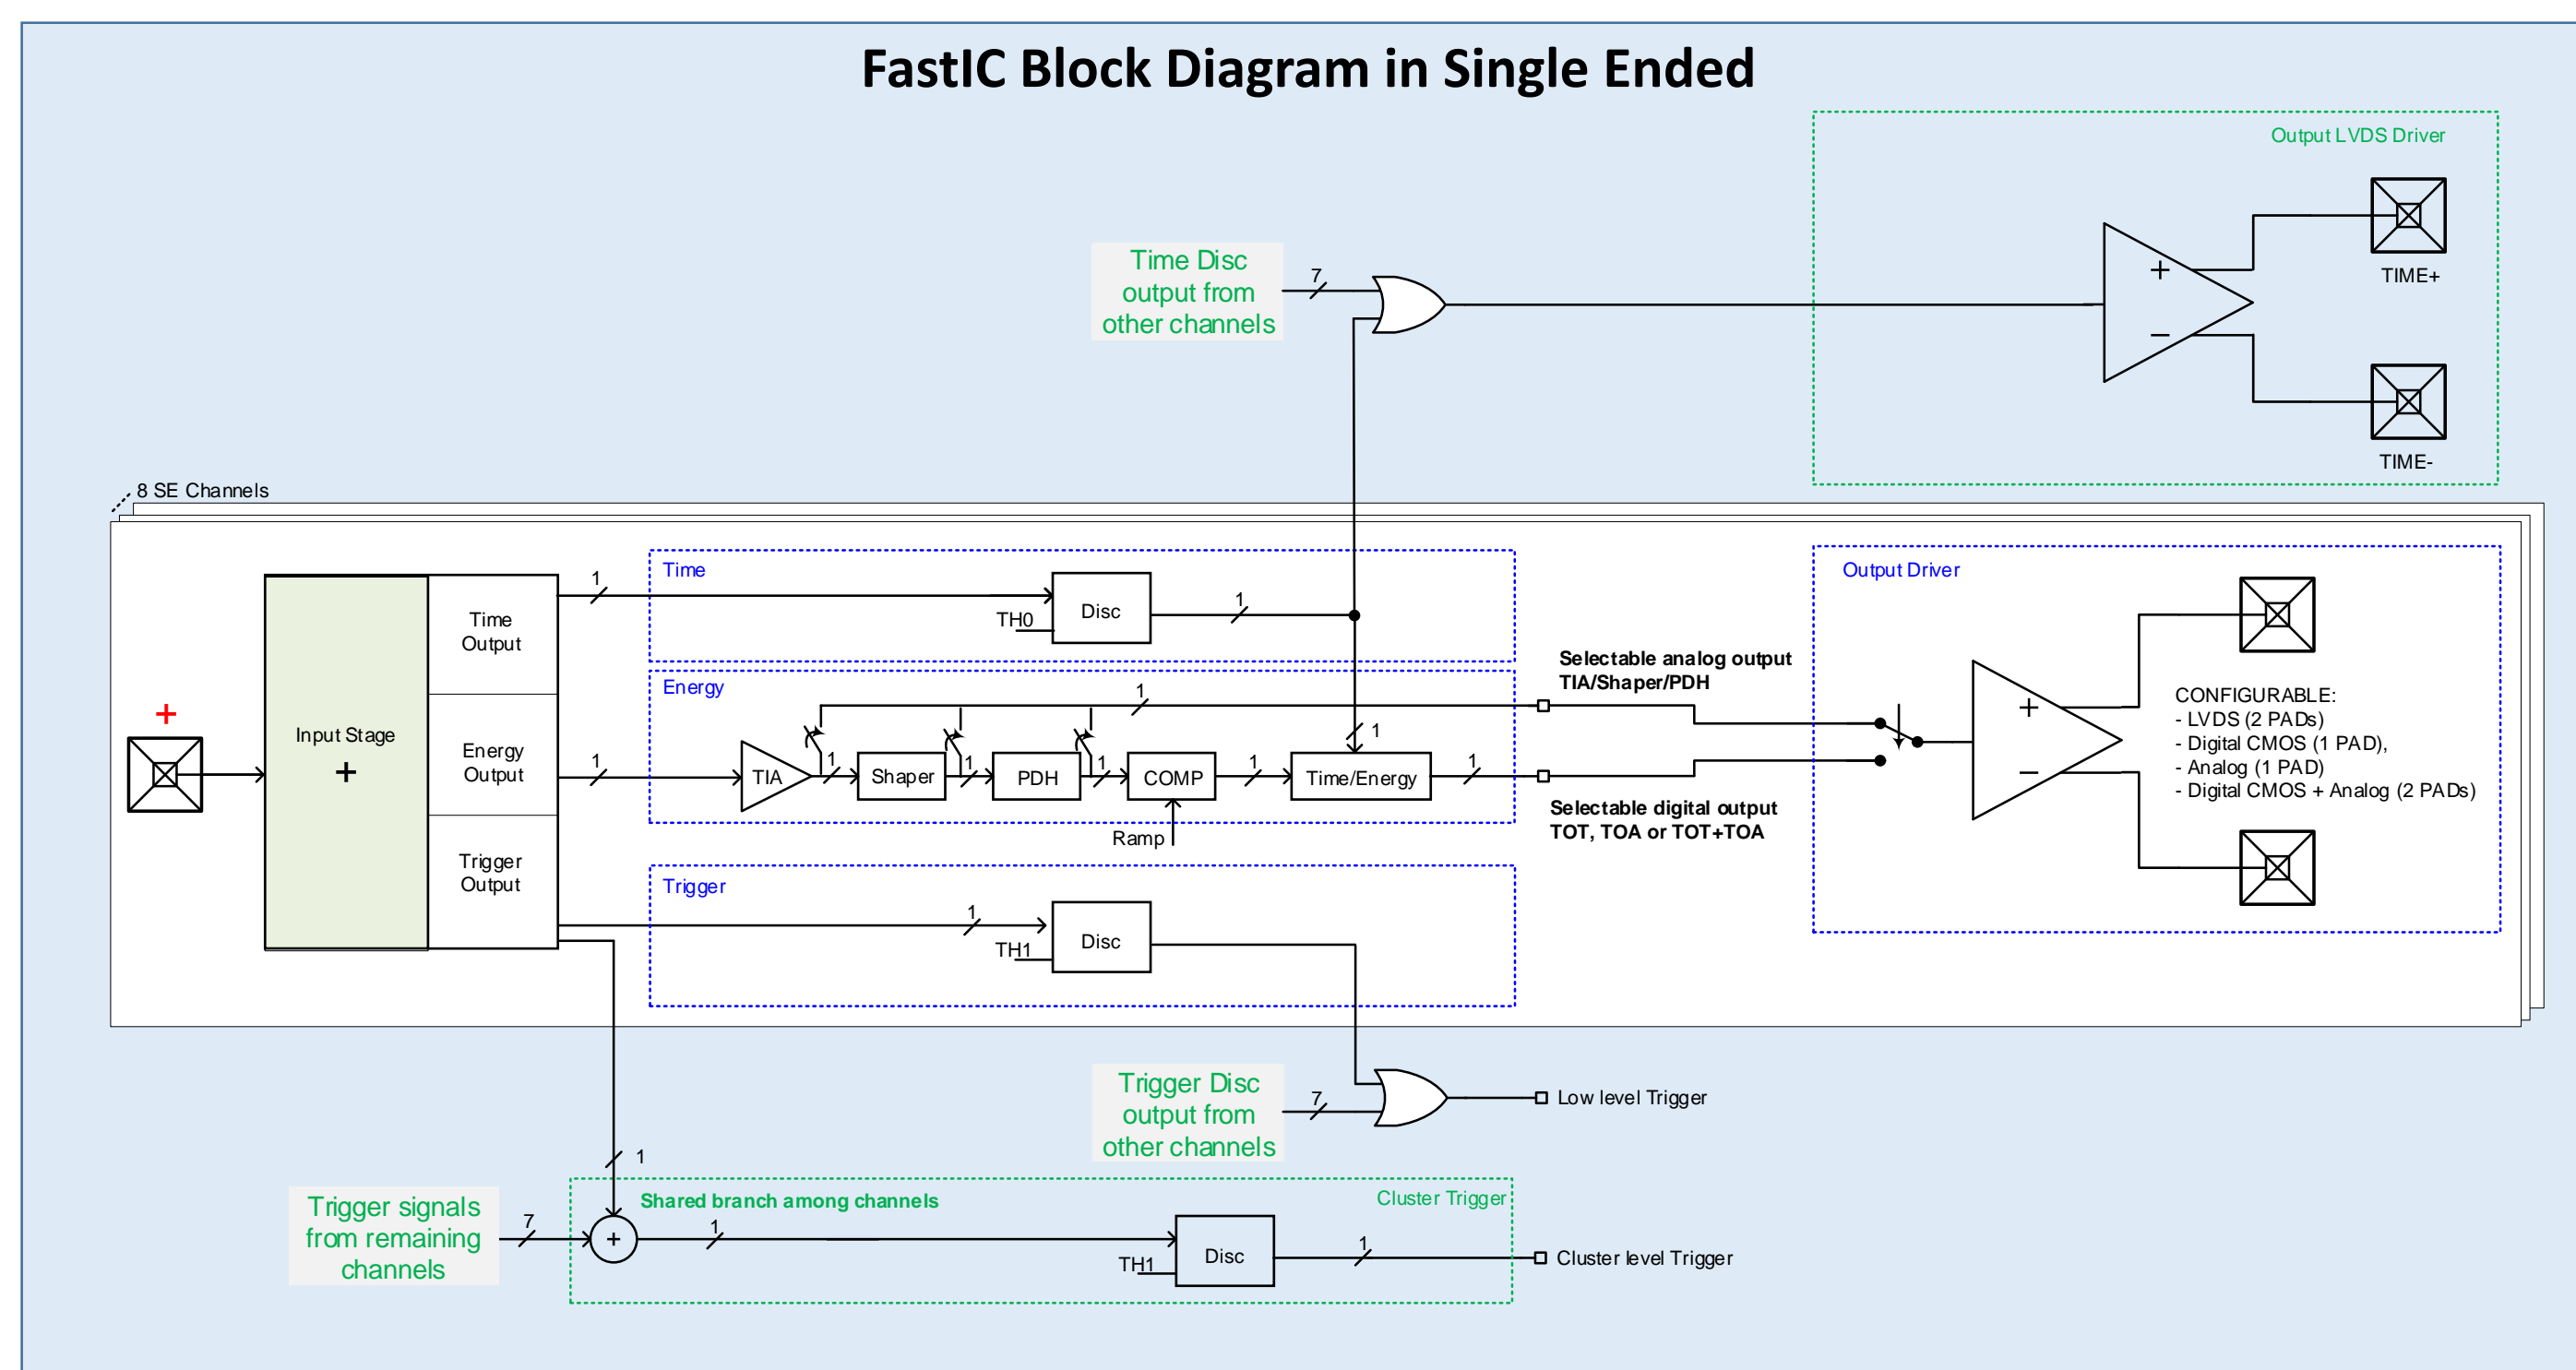 FastIC Block Diagram in Single Ended
Output LVDS Driver
Time Disc
output from
other channels
7
+
−
TIME+
TIME-
8 SE Channels
Time
1
Time
Output
TH0
Disc
1
Output Driver
Selectable analog output
TIA/Shaper/PDH
Energy
1
+
Input Stage
+
Energy
Output
1
TIA
1
Shaper
1
PDH
1
COMP
1
1
Time/Energy
1
Ramp
Selectable digital output
TOT, TOA or TOT+TOA
+
−
CONFIGURABLE:
- LVDS (2 PADs)
- Digital CMOS (1 PAD),
- Analog (1 PAD)
- Digital CMOS + Analog (2 PADs)
Trigger
Output
Trigger
1
TH1
Disc
Trigger Disc
output from
other channels
7
Low level Trigger
1
Trigger signals
from remaining
channels
7
Shared branch among channels
Cluster Trigger
+
1
TH1
Disc
1
Cluster level Trigger